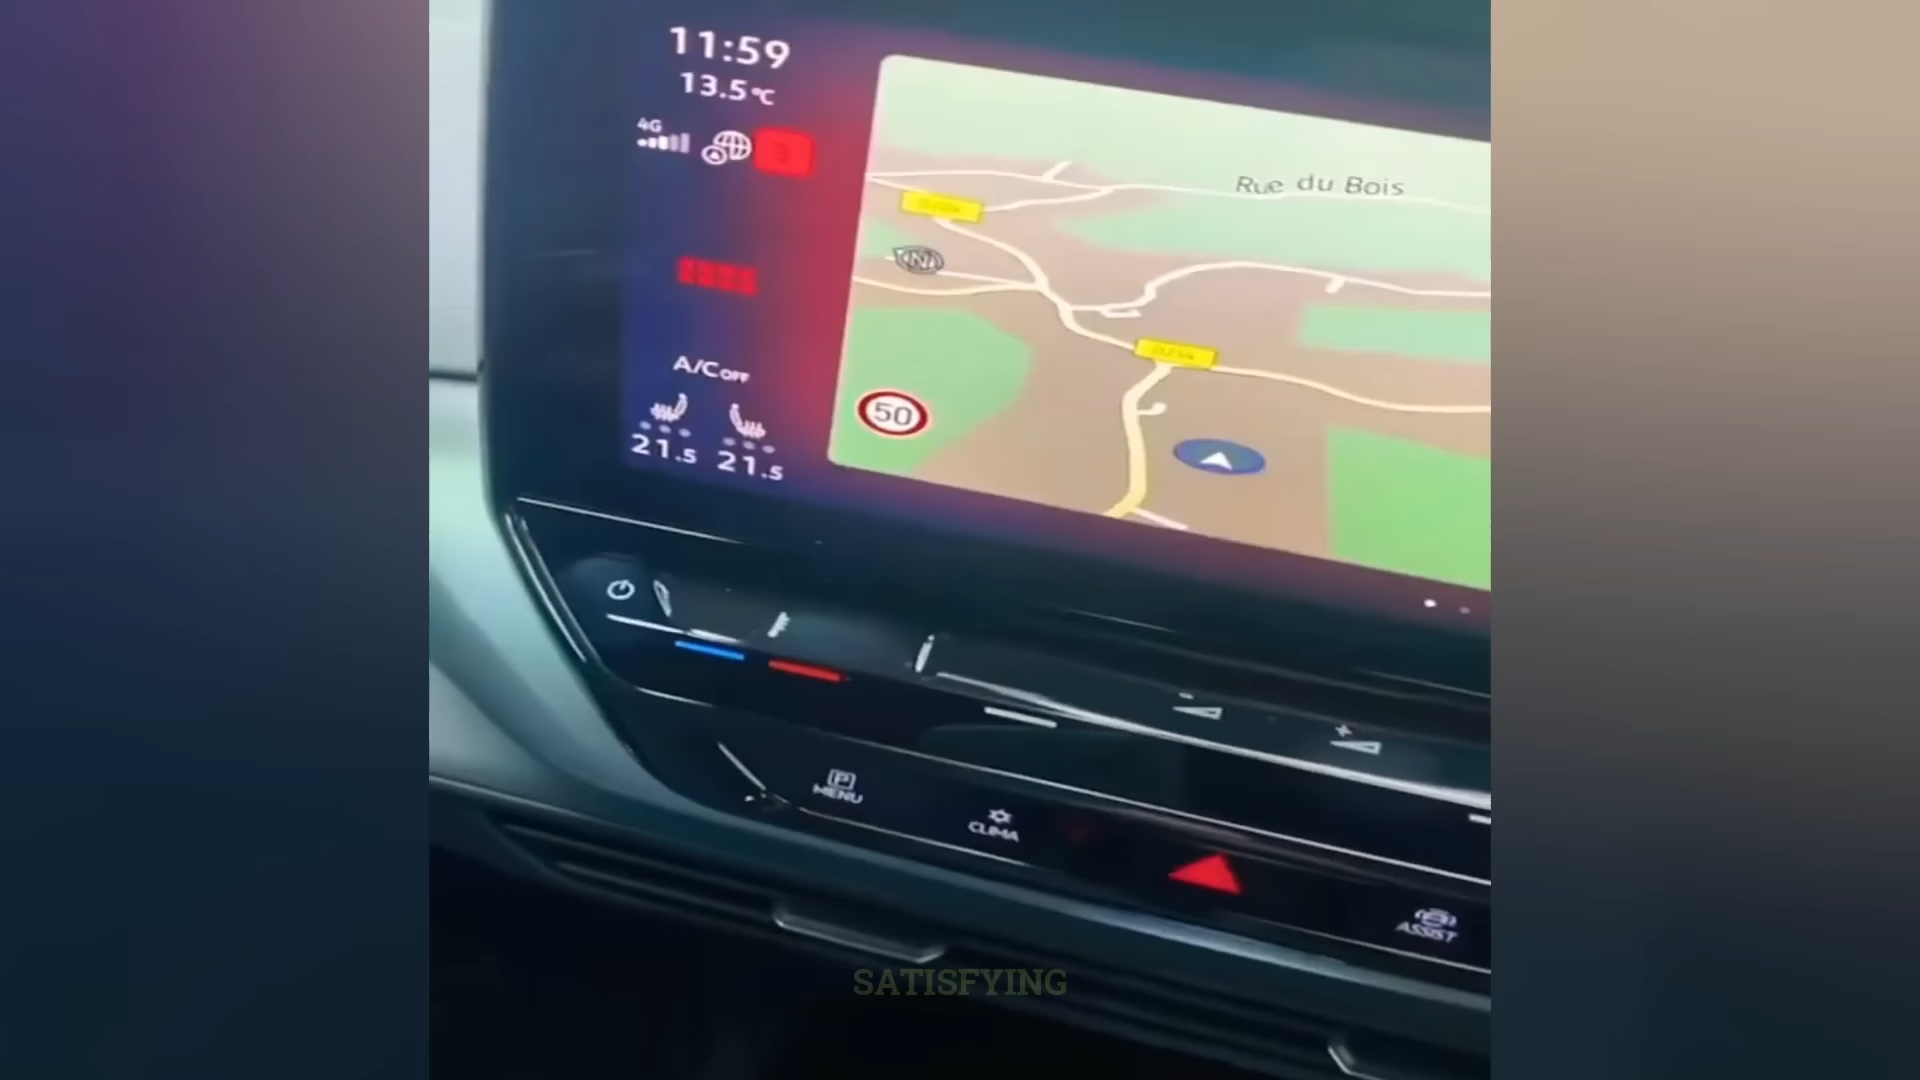 11:59
13.5°C
4G
Rue du Bois
N
50
A/C OFF
21.5 21.5
P
MENU
CLIMA
ASSIST
SATISFYING